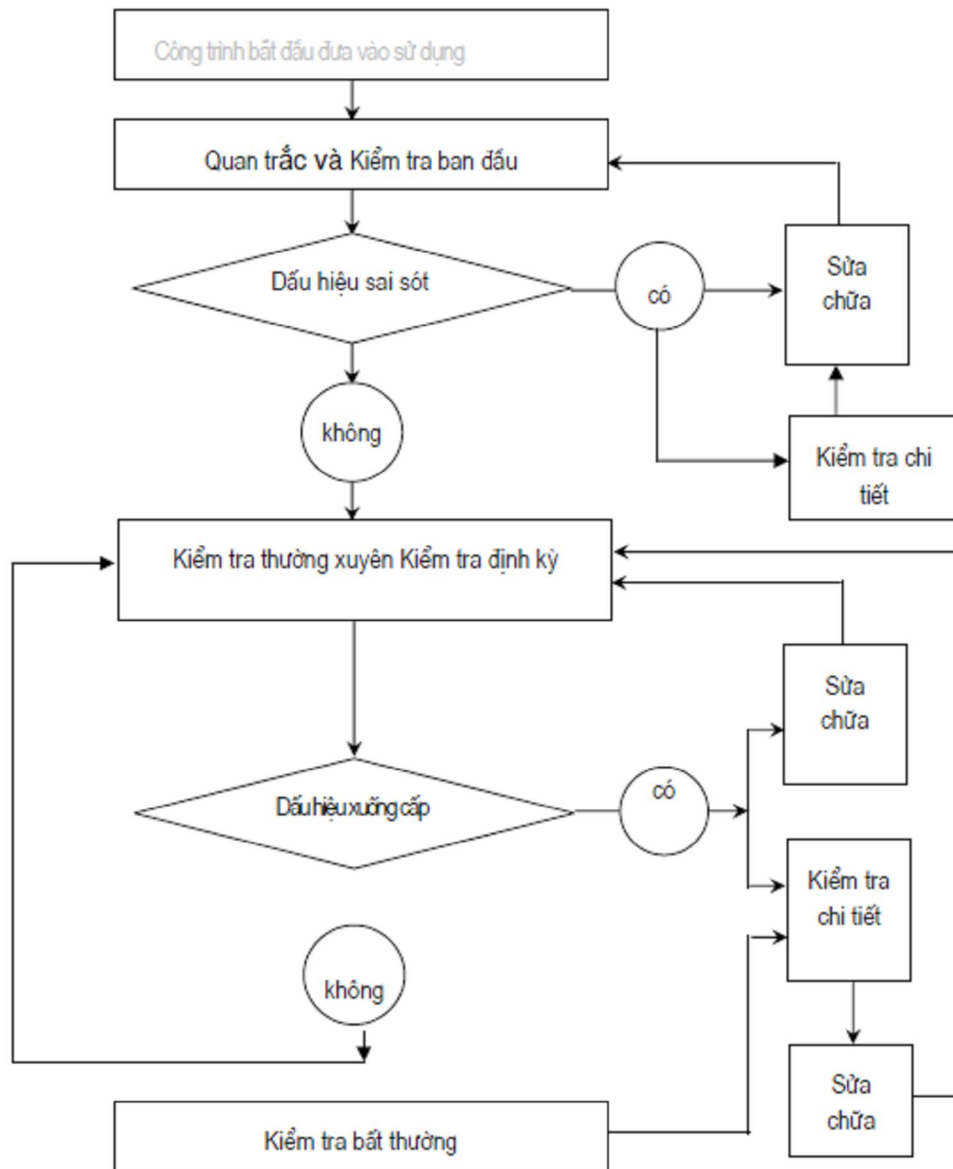 Công trình bắt đầu đưa vào sử dụng
Quan trắc và Kiểm tra ban đầu
Dấu hiệu sai sót
có
Sửa
chữa
không
Kiểm tra chi
tiết
Kiểm tra thường xuyên Kiểm tra định kỳ
Sửa
chữa
Dấu hiệu xuống cấp
có
Kiểm tra
chi tiết
không
Sửa
chữa
Kiểm tra bất thường